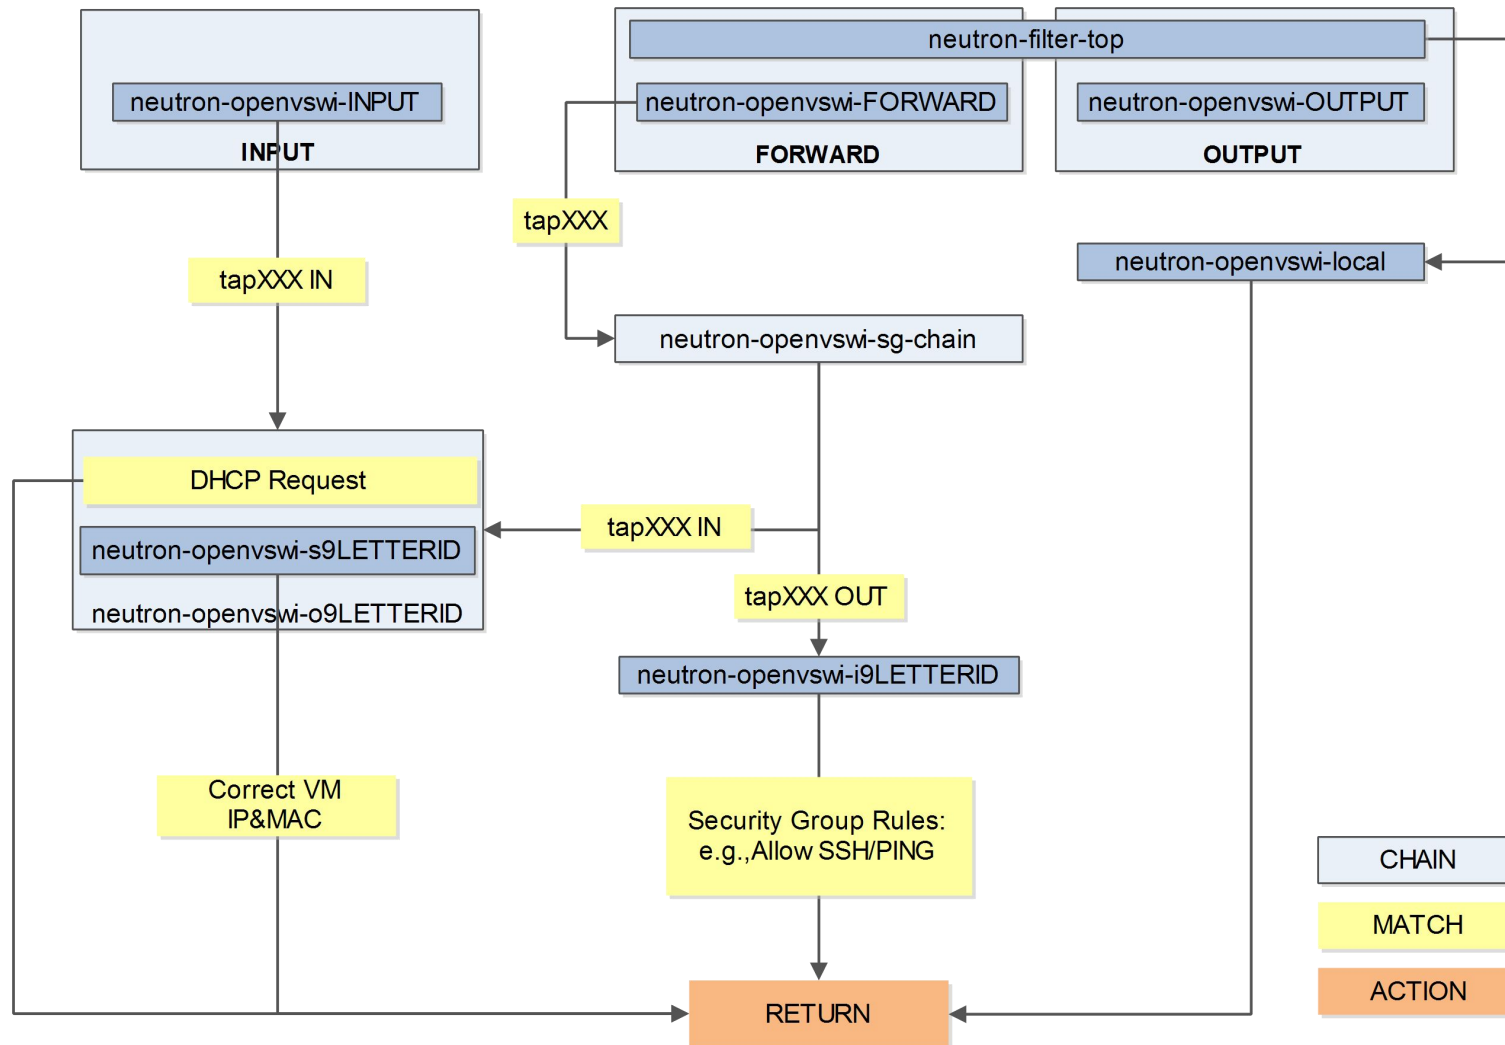 neutron-filter-top
neutron-openvswi-INPUT
neutron-openvswi-FORWARD
neutron-openvswi-OUTPUT
INPUT
FORWARD
OUTPUT
tapXXX
tapXXX IN
neutron-openvswi-local
neutron-openvswi-sg-chain
DHCP Request
tapXXX IN
neutron-openvswi-s9LETTERID
tapXXX OUT
neutron-openvswi-o9LETTERID
neutron-openvswi-i9LETTERID
Correct VM
IP&MAC
Security Group Rules:
e.g.,Allow SSH/PING
CHAIN
MATCH
ACTION
RETURN